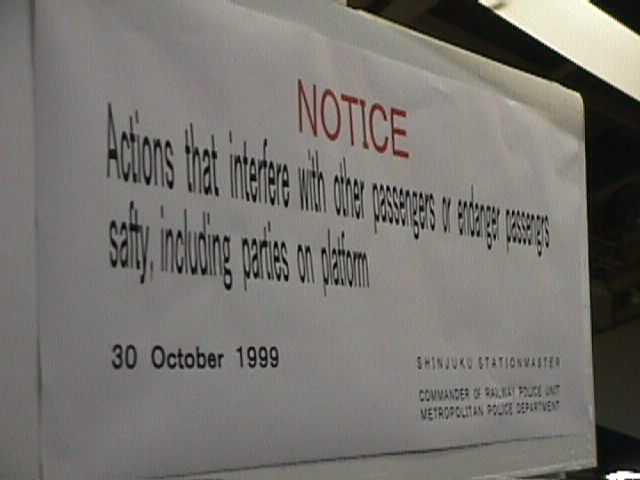 NOTICE
Actions that interfere with other passengers or endanger passengrs
safty, including parties on platform
30 October 1999
SHINJUKU STATIONMASTER
COMMANDER OF RAILWAY POLICE UNIT
METROPOLITAN POLICE DEPARTMENT